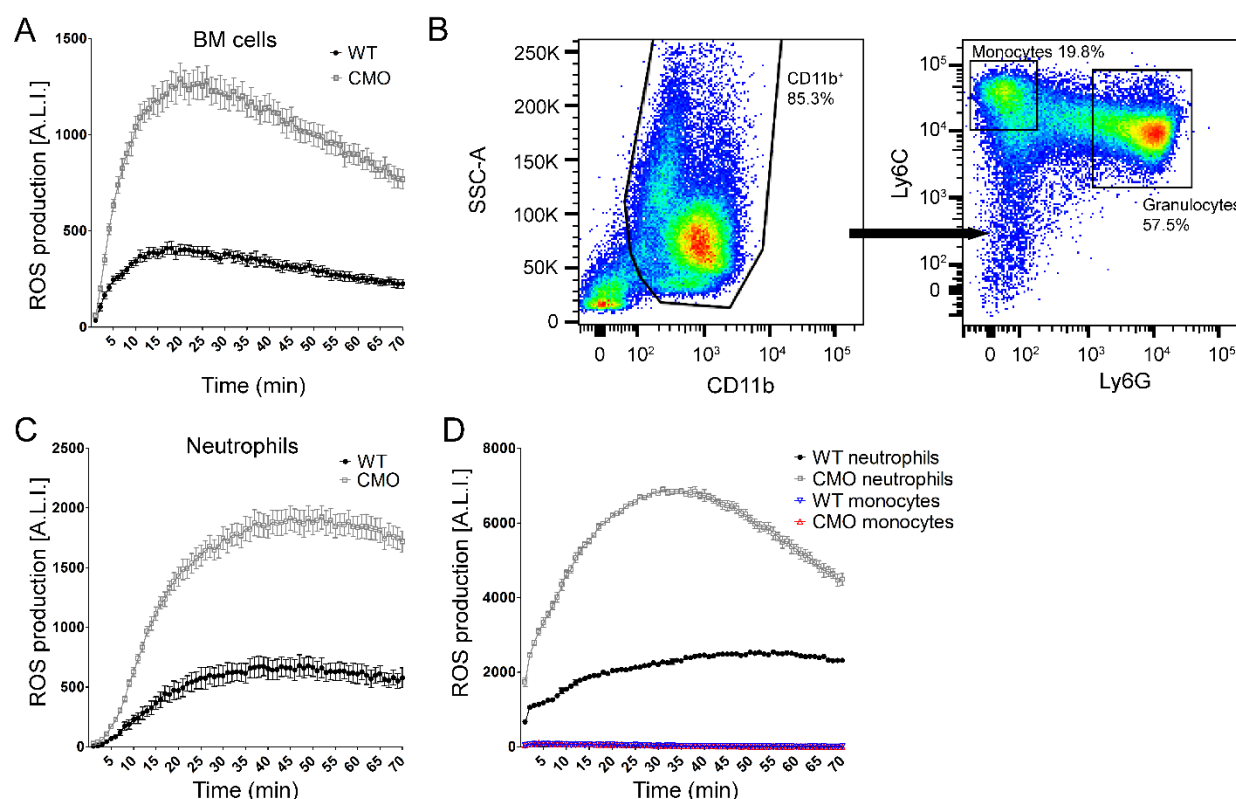 A
BM cells
WT
CMO
ROS production [A.L.I.]
1500
1000
500
0
5 10 15 20 25 30 35 40 45 50 55 60 65 70
Time (min)
B
SSC-A
250K
200K
150K
100K
50K
0
CD11b⁺
85.3%
0 10² 10³ 10⁴ 10⁵
CD11b
Monocytes 19.8%
Ly6C
10⁵
10⁴
10³
10²
0
Granulocytes
57.5%
0 10² 10³ 10⁴ 10⁵
Ly6G
C
Neutrophils
WT
CMO
ROS production [A.L.I.]
2500
2000
1500
1000
500
0
5 10 15 20 25 30 35 40 45 50 55 60 65 70
Time (min)
D
WT neutrophils
CMO neutrophils
WT monocytes
CMO monocytes
ROS production [A.L.I.]
8000
6000
4000
2000
0
5 10 15 20 25 30 35 40 45 50 55 60 65 70
Time (min)